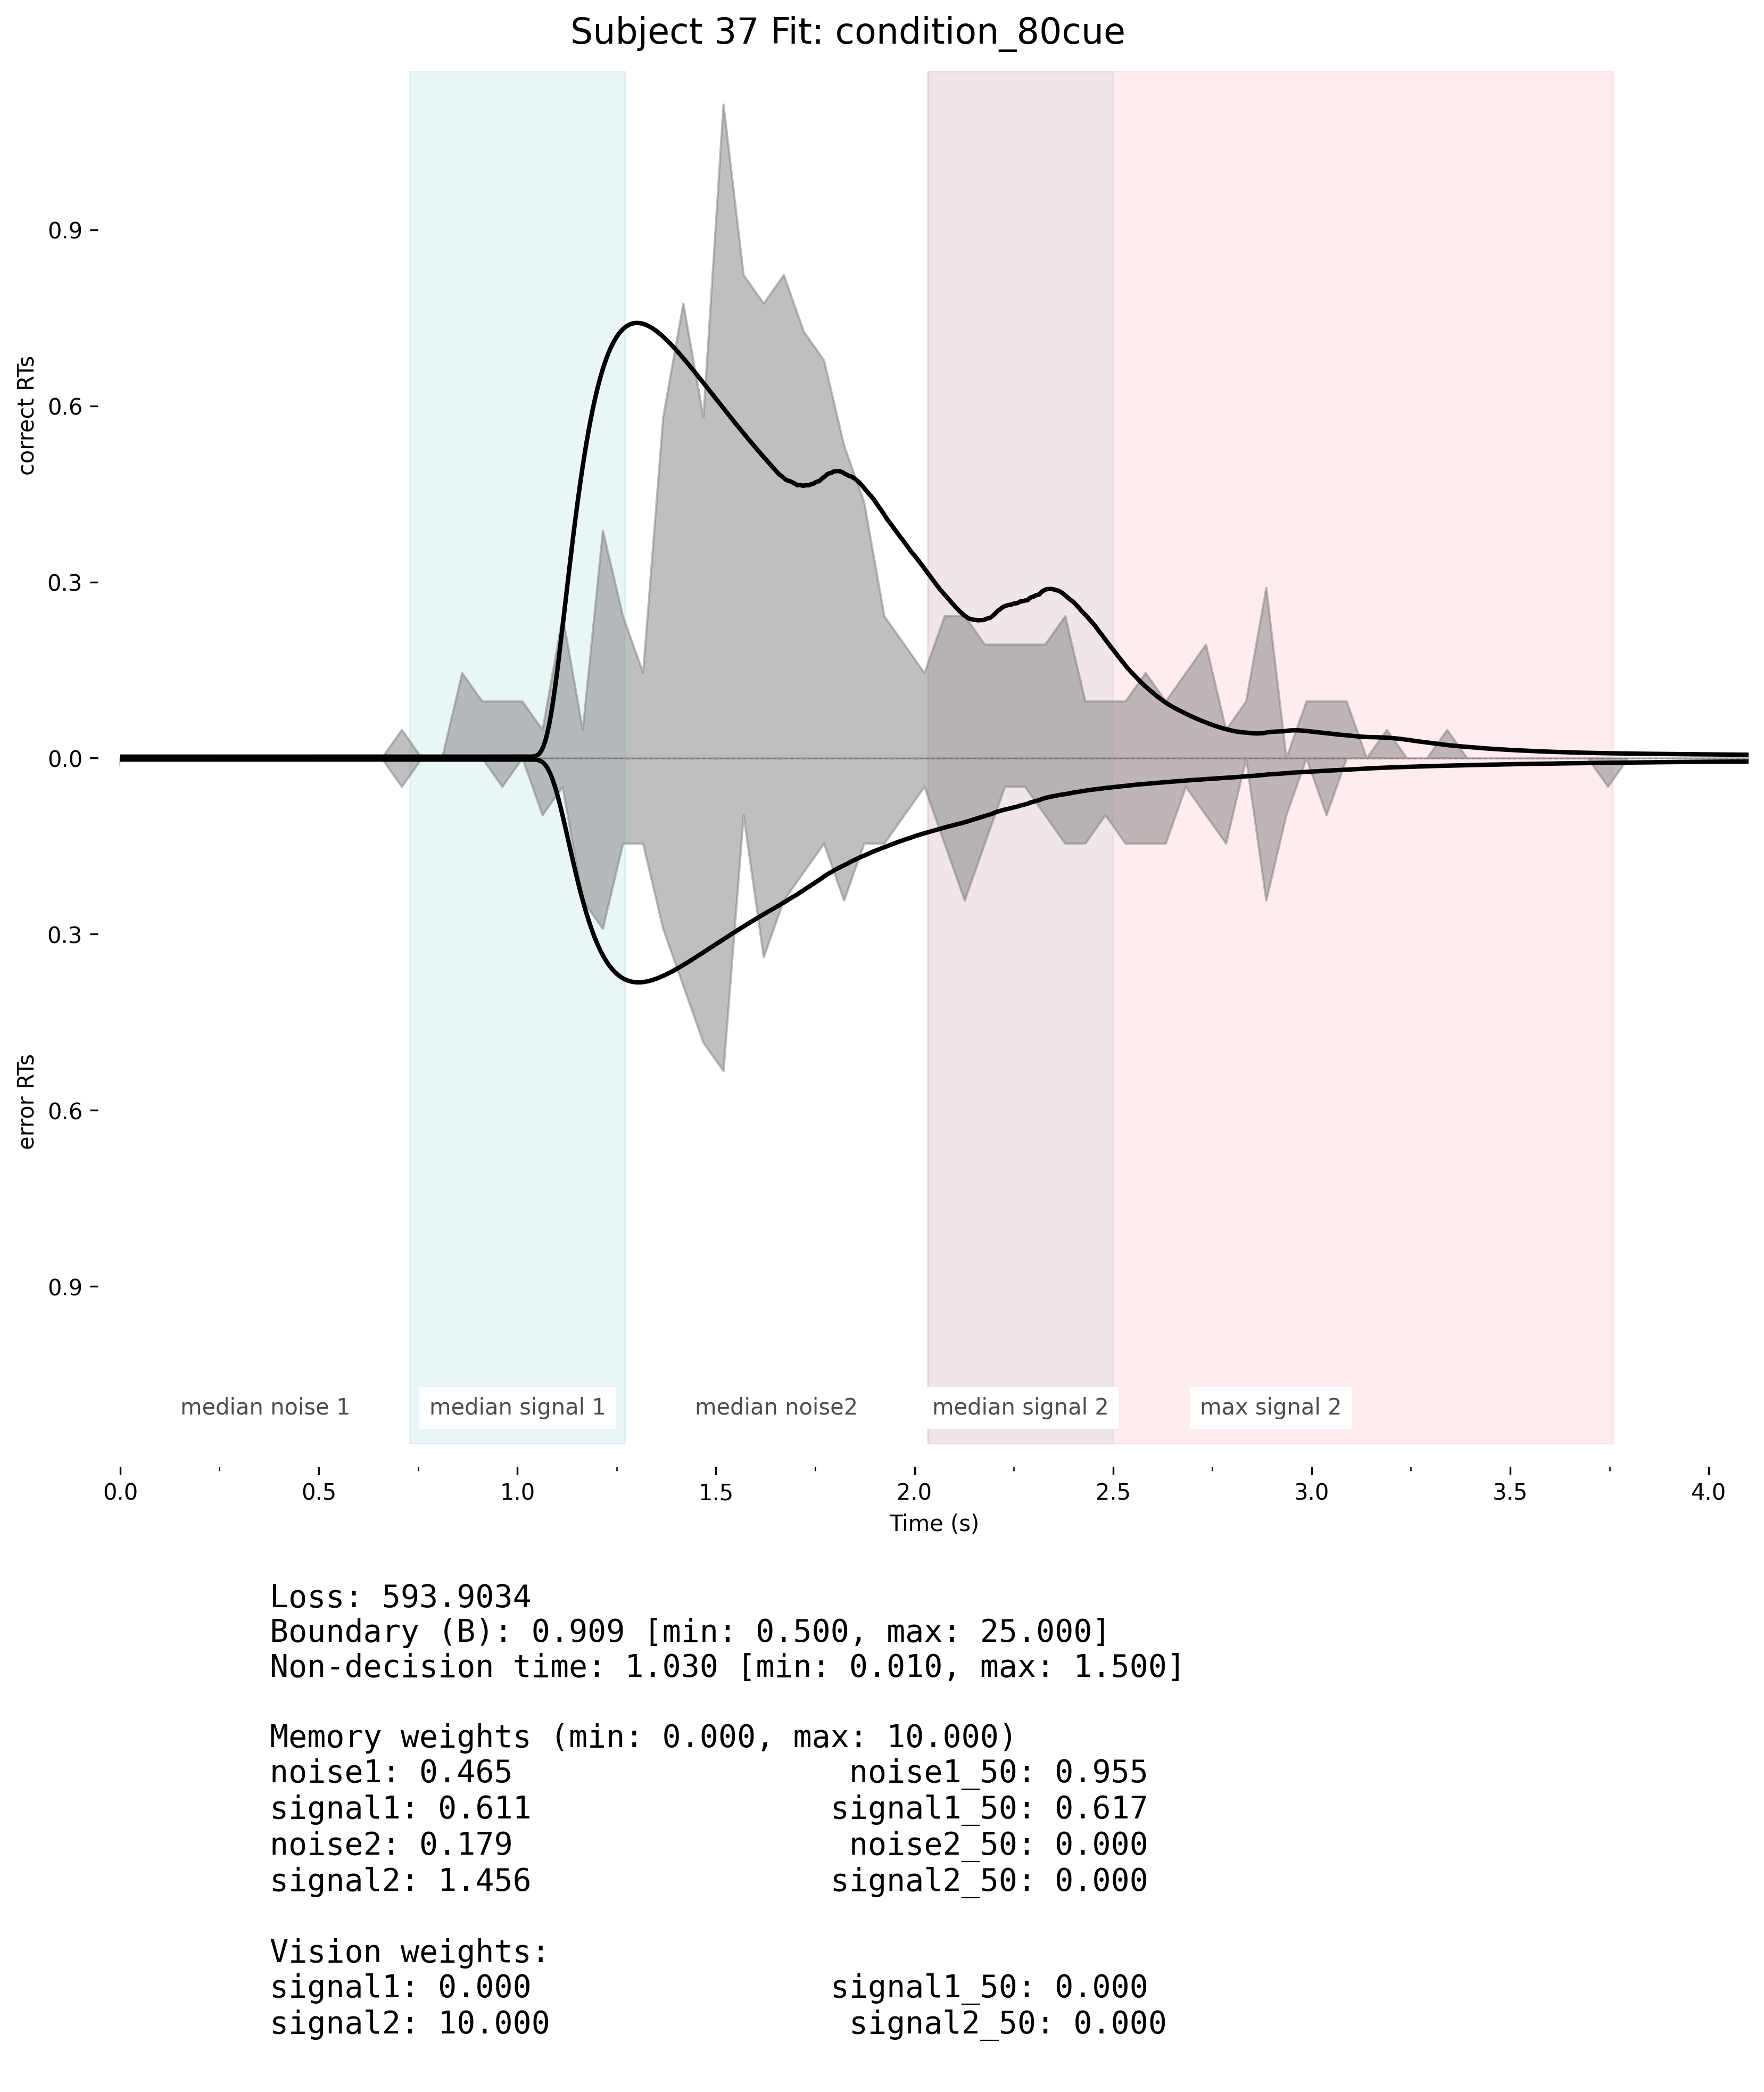 Subject 37 Fit: condition_80cue
correct RTs
error RTs
0.9
0.6
0.3
0.0
0.3
0.6
0.9
median noise 1 median signal 1 median noise2 median signal 2 max signal 2
0.0 0.5 1.0 1.5 2.0 2.5 3.0 3.5 4.0
Time (s)
Loss: 593.9034
Boundary (B): 0.909 [min: 0.500, max: 25.000]
Non-decision time: 1.030 [min: 0.010, max: 1.500]
Memory weights (min: 0.000, max: 10.000)
noise1: 0.465 noise1_50: 0.955
signal1: 0.611 signal1_50: 0.617
noise2: 0.179 noise2_50: 0.000
signal2: 1.456 signal2_50: 0.000
Vision weights:
signal1: 0.000 signal1_50: 0.000
signal2: 10.000 signal2_50: 0.000